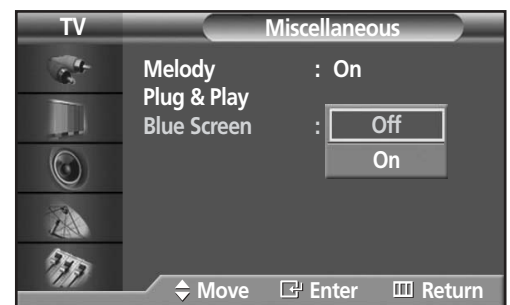 TV
Miscellaneous
Melody : On
Plug & Play
Blue Screen : Off
On
Move Enter Return